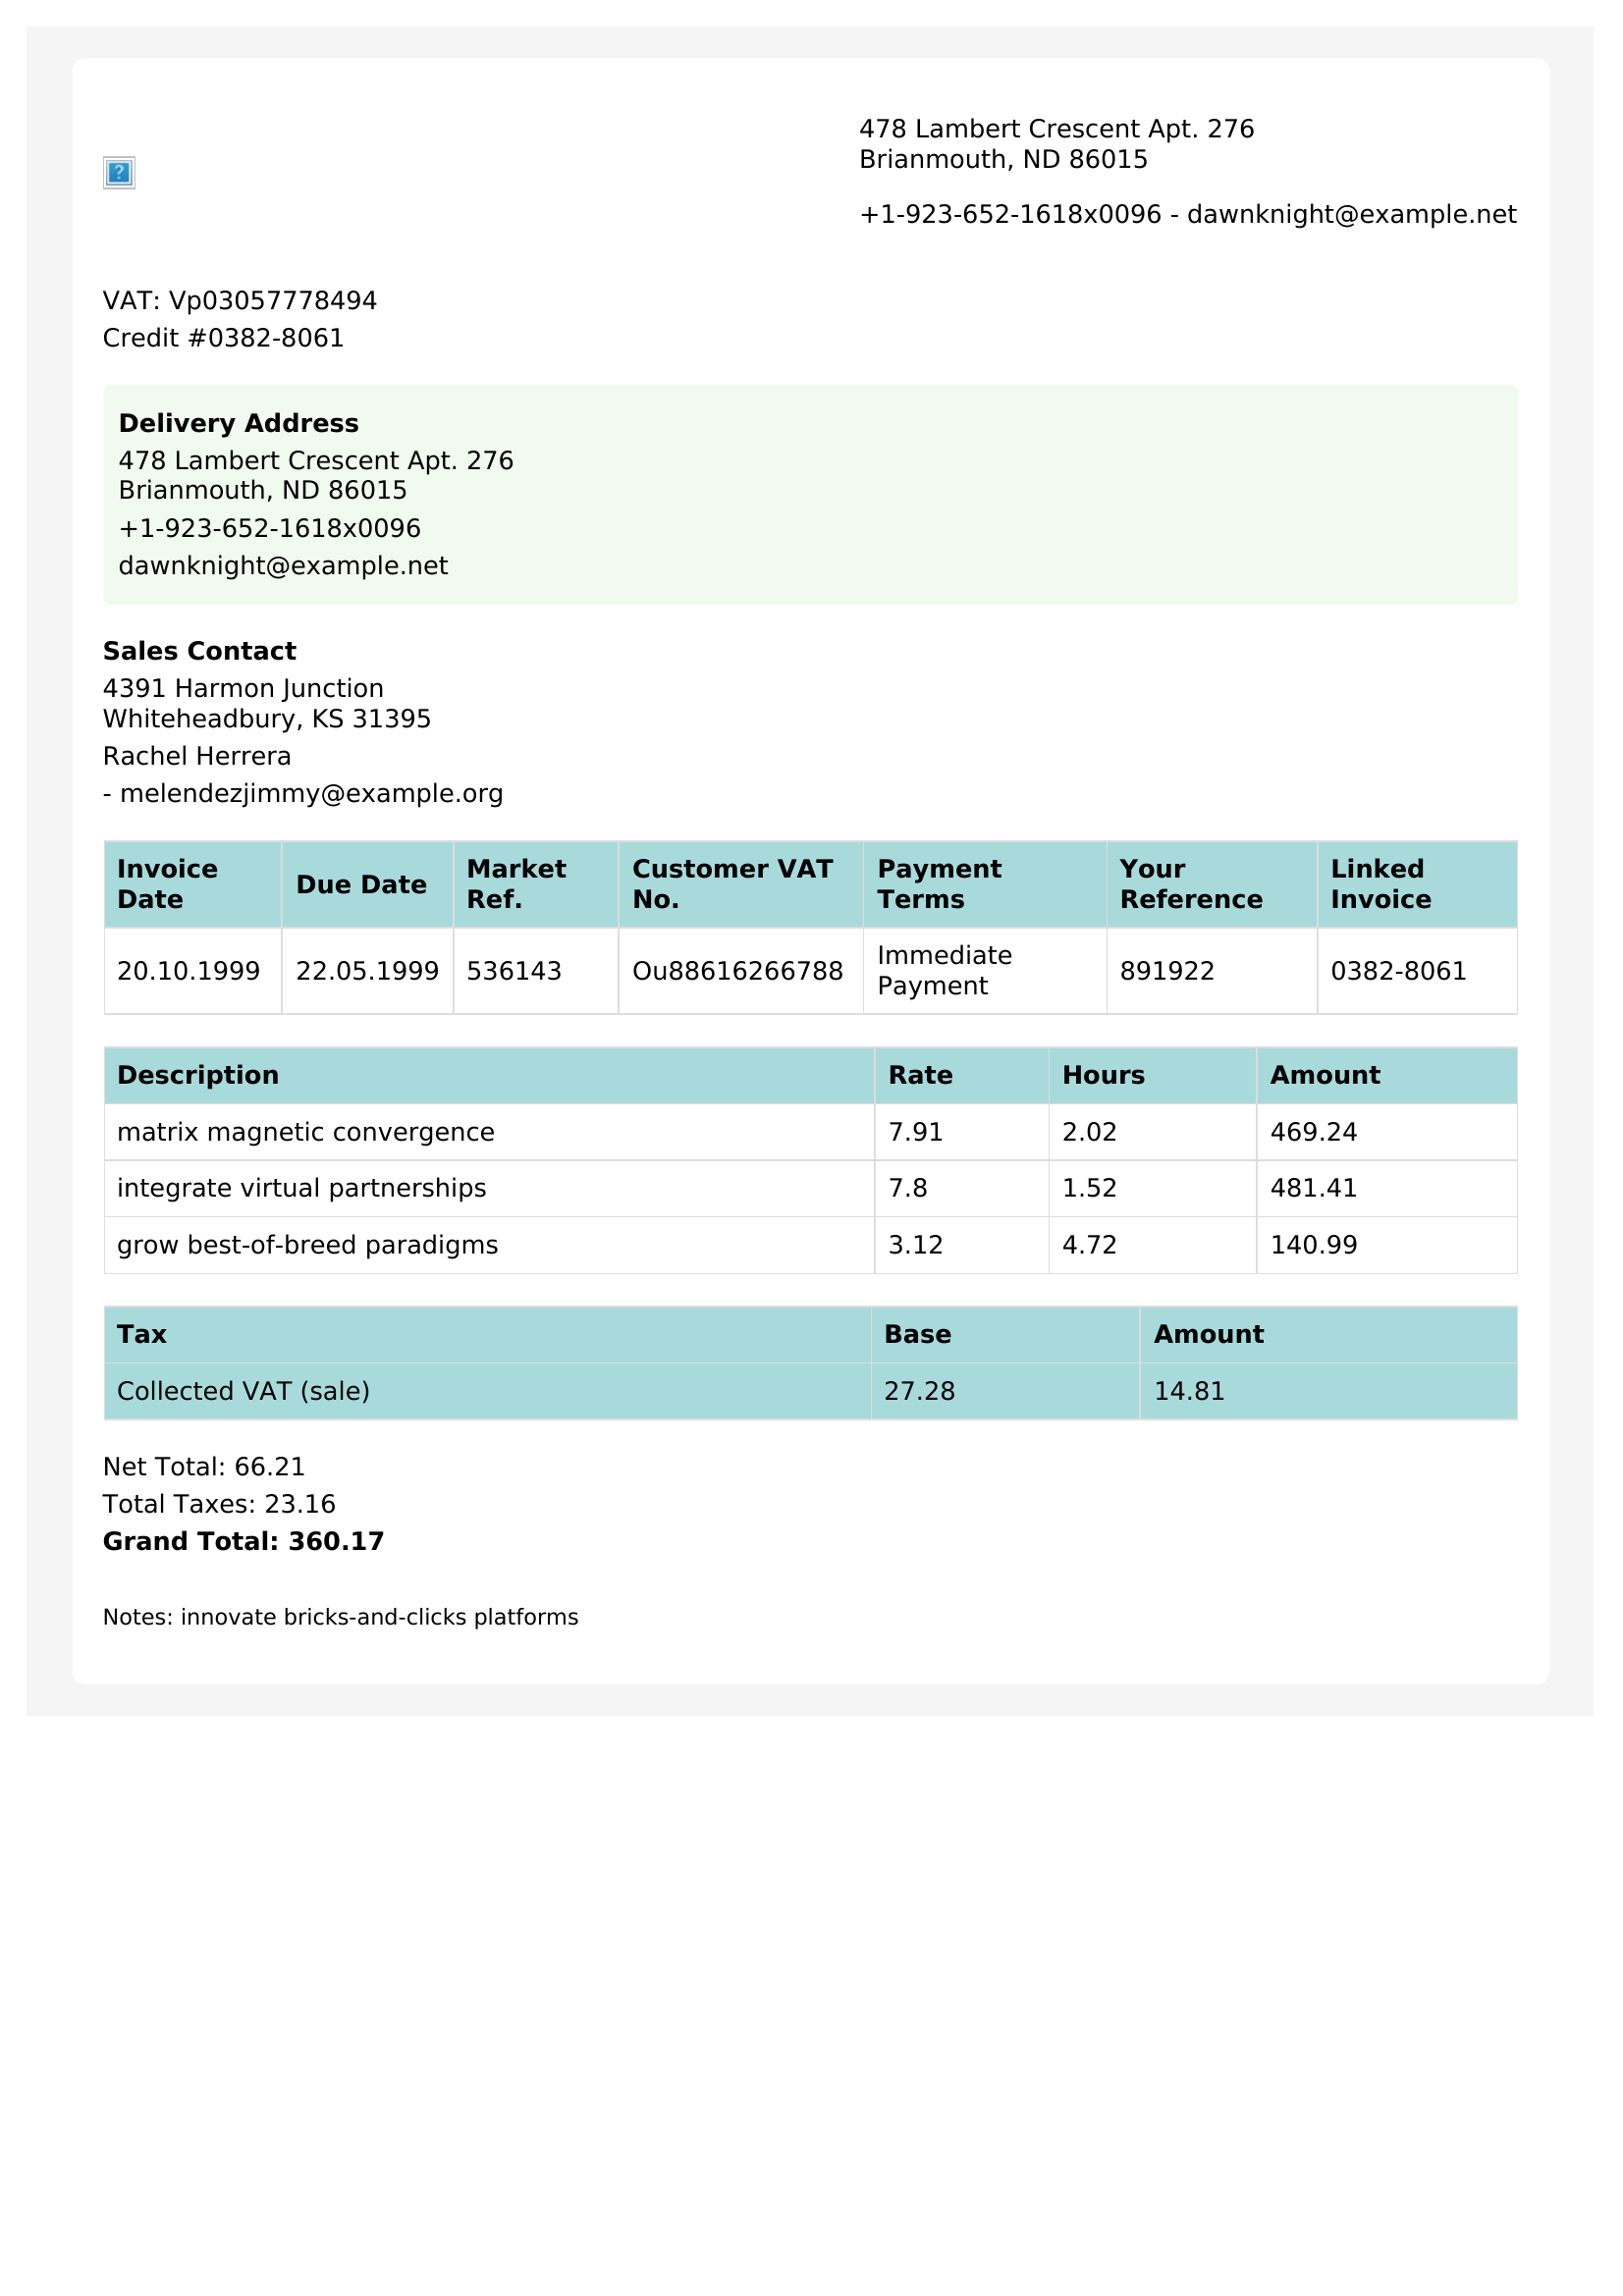 478 Lambert Crescent Apt. 276
Brianmouth, ND 86015
+1-923-652-1618x0096 - dawnknight@example.net
VAT: Vp03057778494
Credit #0382-8061
Delivery Address
478 Lambert Crescent Apt. 276
Brianmouth, ND 86015
+1-923-652-1618x0096
dawnknight@example.net
Sales Contact
4391 Harmon Junction
Whiteheadbury, KS 31395
Rachel Herrera
- melendezjimmy@example.org
Invoice Date Due Date Market Ref. Customer VAT No. Payment Terms Your Reference Linked Invoice
20.10.1999 22.05.1999 536143 Ou88616266788 Immediate Payment 891922 0382-8061
Description Rate Hours Amount
matrix magnetic convergence 7.91 2.02 469.24
integrate virtual partnerships 7.8 1.52 481.41
grow best-of-breed paradigms 3.12 4.72 140.99
Tax Base Amount
Collected VAT (sale) 27.28 14.81
Net Total: 66.21
Total Taxes: 23.16
Grand Total: 360.17
Notes: innovate bricks-and-clicks platforms